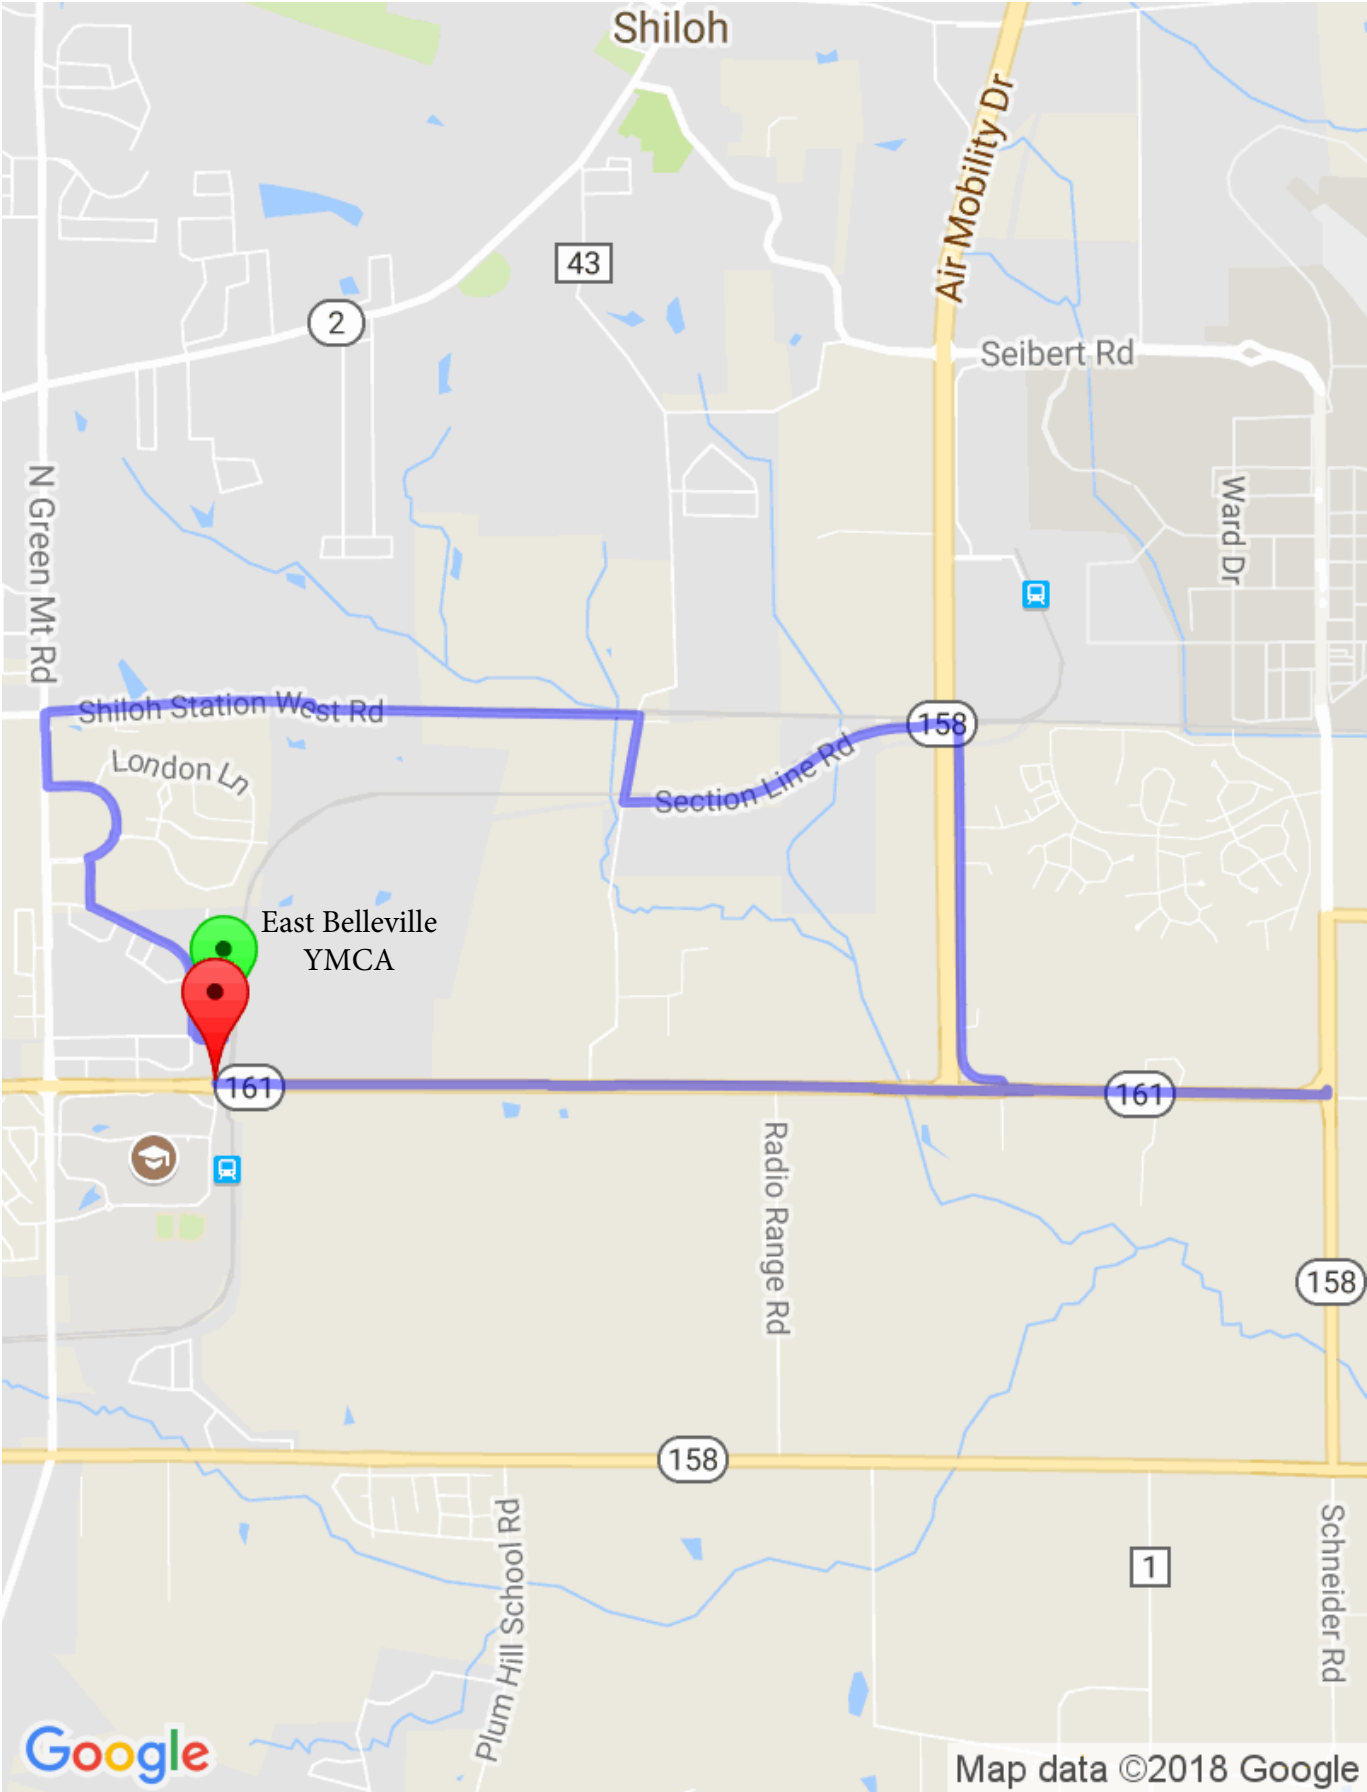 Shiloh
Air Mobility Dr
43
2
Seibert Rd
N Green Mt Rd
Ward Dr
Shiloh Station West Rd
158
London Ln
Section Line Rd
East Belleville
YMCA
161
161
Radio Range Rd
158
158
Plum Hill School Rd
1
Schneider Rd
Google
Map data ©2018 Google